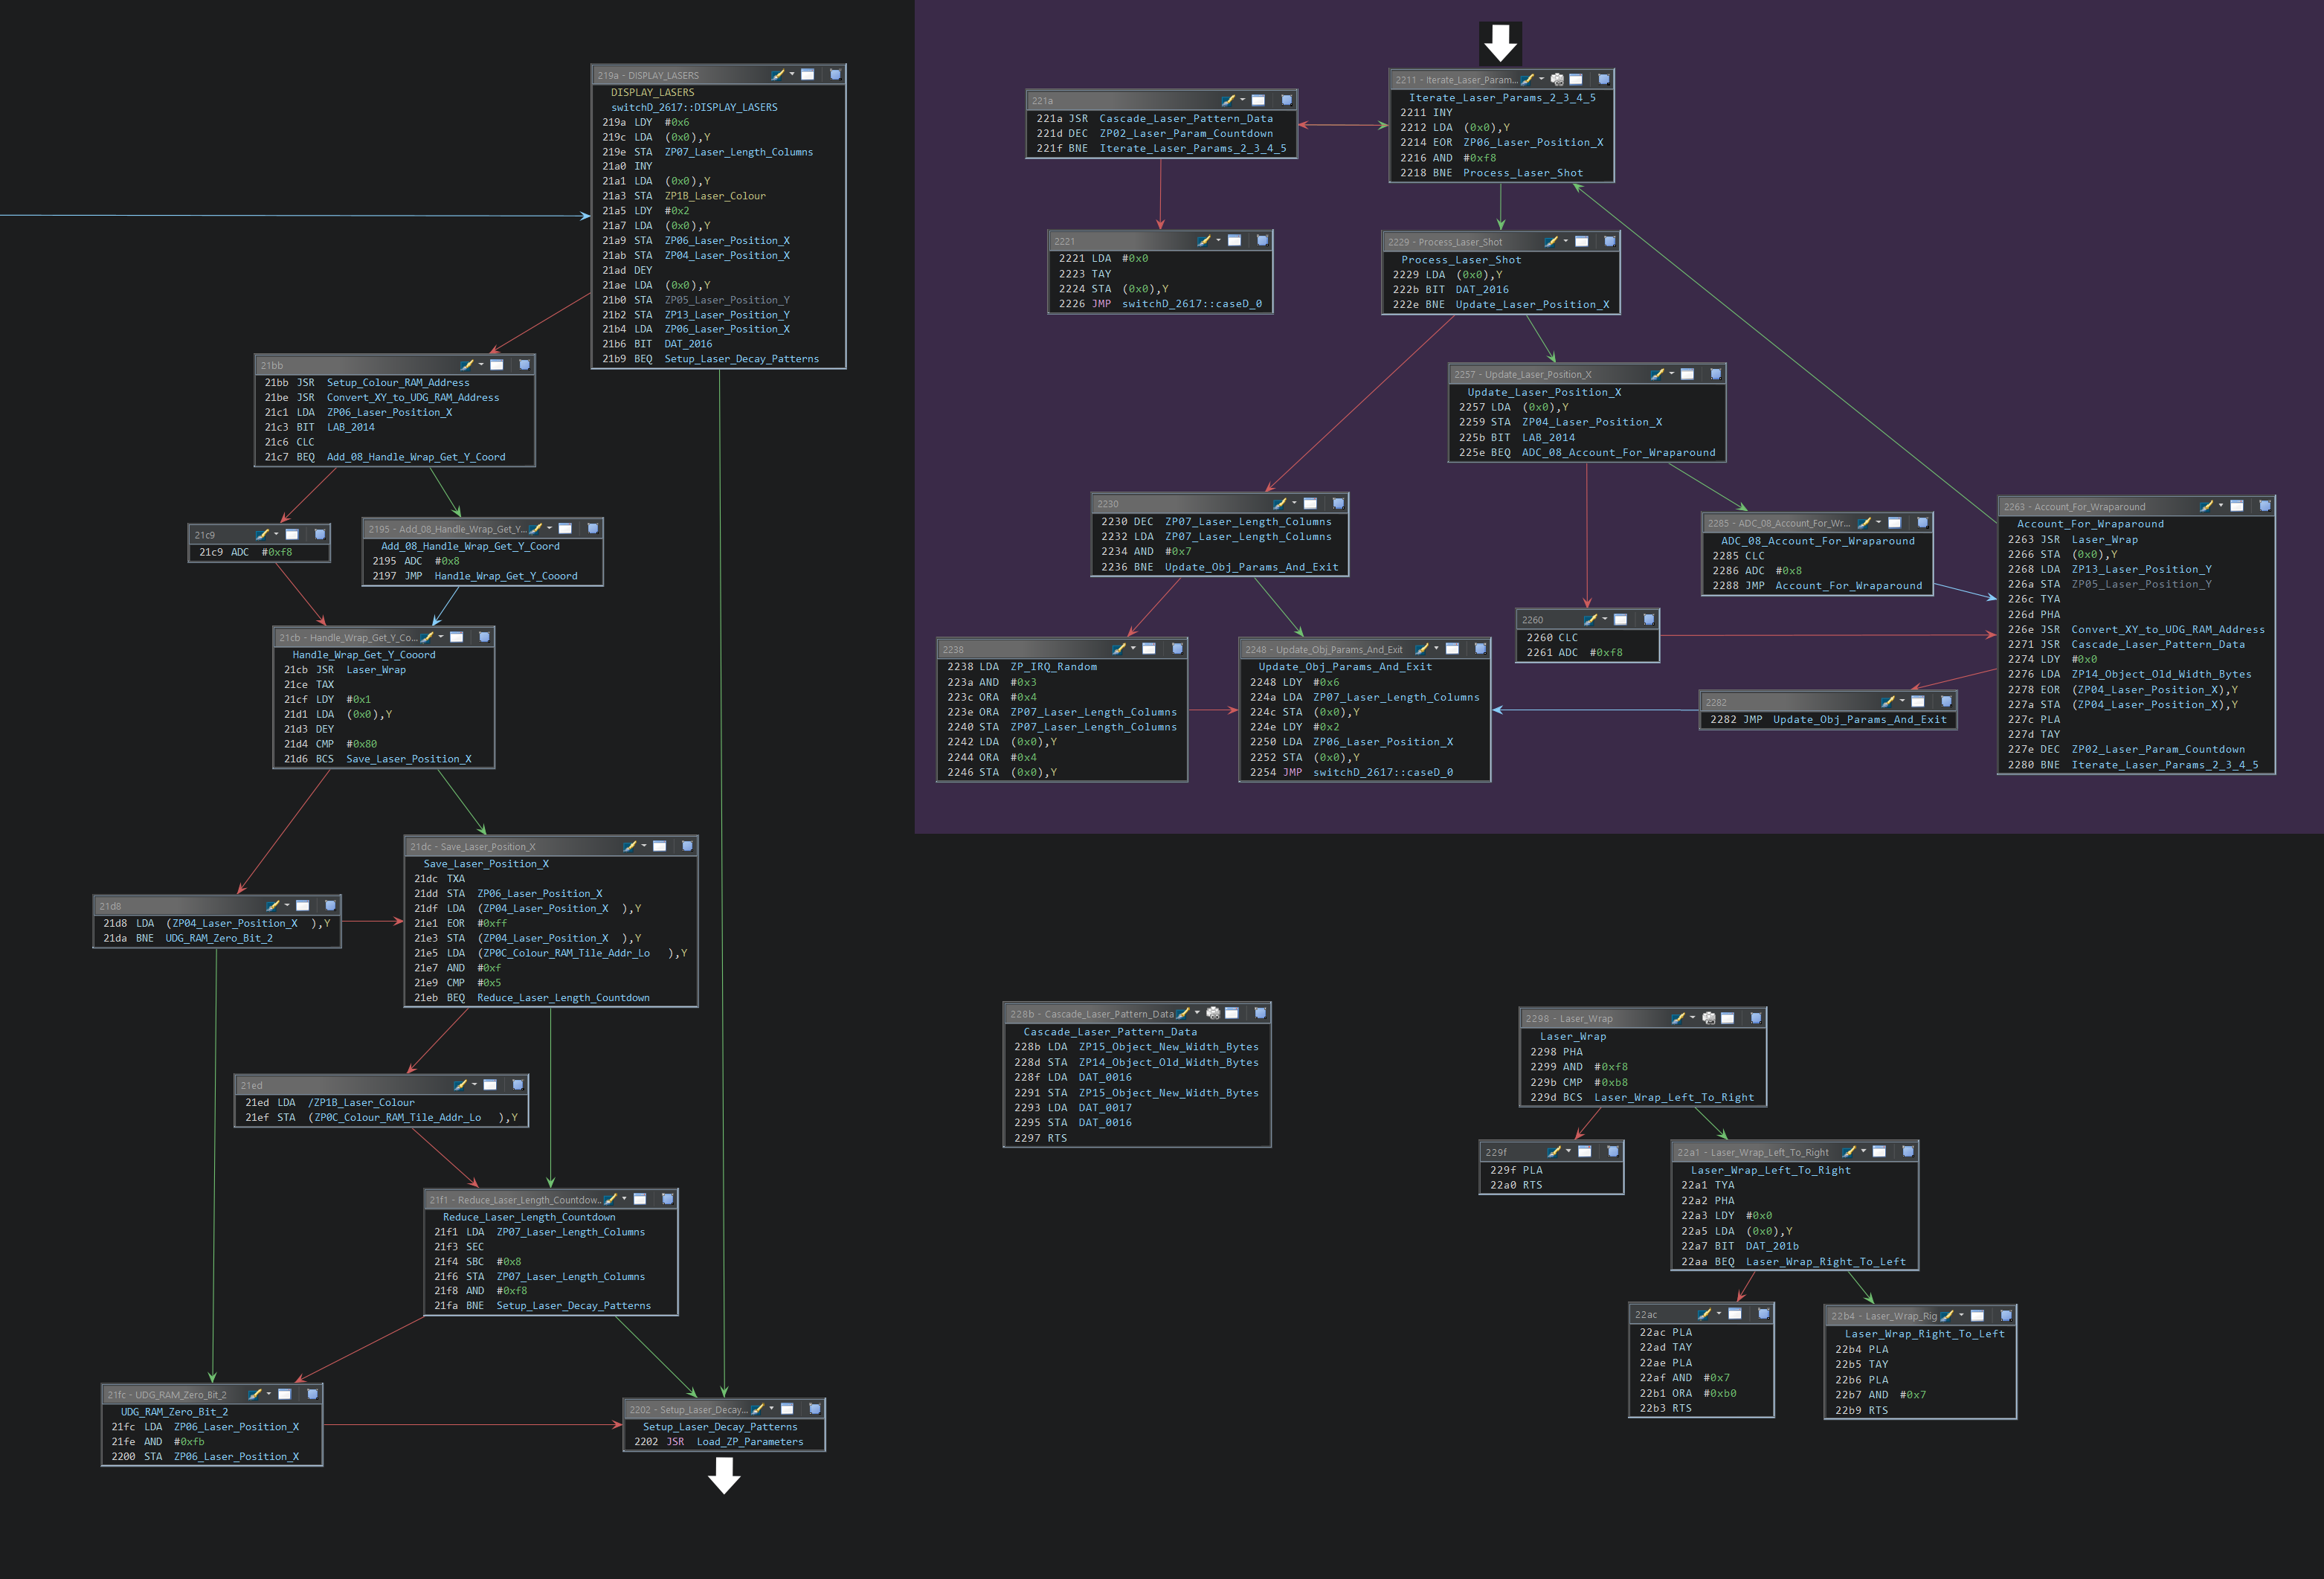 219a - DISPLAY_LASERS
DISPLAY_LASERS
switchD_2617::DISPLAY_LASERS
219a LDY #0x6
219c LDA (0x0),Y
219e STA ZP07_Laser_Length_Columns
21a0 INY
21a1 LDA (0x0),Y
21a3 STA ZP1B_Laser_Colour
21a5 LDY #0x2
21a7 LDA (0x0),Y
21a9 STA ZP06_Laser_Position_X
21ab STA ZP04_Laser_Position_X
21ad DEY
21ae LDA (0x0),Y
21b0 STA ZP05_Laser_Position_Y
21b2 STA ZP13_Laser_Position_Y
21b4 LDA ZP06_Laser_Position_X
21b6 BIT DAT_2016
21b9 BEQ Setup_Laser_Decay_Patterns
21bb
21bb JSR Setup_Colour_RAM_Address
21be JSR Convert_XY_to_UDG_RAM_Address
21c1 LDA ZP06_Laser_Position_X
21c3 BIT LAB_2014
21c6 CLC
21c7 BEQ Add_08_Handle_Wrap_Get_Y_Coord
21c9
21c9 ADC #0xf8
2195 - Add_08_Handle_Wrap_Get_Y...
Add_08_Handle_Wrap_Get_Y_Coord
2195 ADC #0x8
2197 JMP Handle_Wrap_Get_Y_Cooord
21cb - Handle_Wrap_Get_Y_Co...
Handle_Wrap_Get_Y_Cooord
21cb JSR Laser_Wrap
21ce TAX
21cf LDY #0x1
21d1 LDA (0x0),Y
21d3 DEY
21d4 CMP #0x80
21d6 BCS Save_Laser_Position_X
21d8
21d8 LDA (ZP04_Laser_Position_X ),Y
21da BNE UDG_RAM_Zero_Bit_2
21dc - Save_Laser_Position_X
Save_Laser_Position_X
21dc TXA
21dd STA ZP06_Laser_Position_X
21df LDA (ZP04_Laser_Position_X ),Y
21e1 EOR #0xff
21e3 STA (ZP04_Laser_Position_X ),Y
21e5 LDA (ZP0C_Colour_RAM_Tile_Addr_Lo ),Y
21e7 AND #0xf
21e9 CMP #0x5
21eb BEQ Reduce_Laser_Length_Countdown
21ed
21ed LDA /ZP1B_Laser_Colour
21ef STA (ZP0C_Colour_RAM_Tile_Addr_Lo ),Y
21f1 - Reduce_Laser_Length_Countdow...
Reduce_Laser_Length_Countdown
21f1 LDA ZP07_Laser_Length_Columns
21f3 SEC
21f4 SBC #0x8
21f6 STA ZP07_Laser_Length_Columns
21f8 AND #0xf8
21fa BNE Setup_Laser_Decay_Patterns
21fc - UDG_RAM_Zero_Bit_2
UDG_RAM_Zero_Bit_2
21fc LDA ZP06_Laser_Position_X
21fe AND #0xfb
2200 STA ZP06_Laser_Position_X
2202 - Setup_Laser_Decay...
Setup_Laser_Decay_Patterns
2202 JSR Load_ZP_Parameters
2211 - Iterate_Laser_Param...
Iterate_Laser_Params_2_3_4_5
2211 INY
2212 LDA (0x0),Y
2214 EOR ZP06_Laser_Position_X
2216 AND #0xf8
2218 BNE Process_Laser_Shot
221a
221a JSR Cascade_Laser_Pattern_Data
221d DEC ZP02_Laser_Param_Countdown
221f BNE Iterate_Laser_Params_2_3_4_5
2221
2221 LDA #0x0
2223 TAY
2224 STA (0x0),Y
2226 JMP switchD_2617::caseD_0
2229 - Process_Laser_Shot
Process_Laser_Shot
2229 LDA (0x0),Y
222b BIT DAT_2016
222e BNE Update_Laser_Position_X
2257 - Update_Laser_Position_X
Update_Laser_Position_X
2257 LDA (0x0),Y
2259 STA ZP04_Laser_Position_X
225b BIT LAB_2014
225e BEQ ADC_08_Account_For_Wraparound
2230
2230 DEC ZP07_Laser_Length_Columns
2232 LDA ZP07_Laser_Length_Columns
2234 AND #0x7
2236 BNE Update_Obj_Params_And_Exit
2285 - ADC_08_Account_For_Wr...
ADC_08_Account_For_Wraparound
2285 CLC
2286 ADC #0x8
2288 JMP Account_For_Wraparound
2263 - Account_For_Wraparound
Account_For_Wraparound
2263 JSR Laser_Wrap
2266 STA (0x0),Y
2268 LDA ZP13_Laser_Position_Y
226a STA ZP05_Laser_Position_Y
226c TYA
226d PHA
226e JSR Convert_XY_to_UDG_RAM_Address
2271 JSR Cascade_Laser_Pattern_Data
2274 LDY #0x0
2276 LDA ZP14_Object_Old_Width_Bytes
2278 EOR (ZP04_Laser_Position_X),Y
227a STA (ZP04_Laser_Position_X),Y
227c PLA
227d TAY
227e DEC ZP02_Laser_Param_Countdown
2280 BNE Iterate_Laser_Params_2_3_4_5
2260
2260 CLC
2261 ADC #0xf8
2238
2238 LDA ZP_IRQ_Random
223a AND #0x3
223c ORA #0x4
223e ORA ZP07_Laser_Length_Columns
2240 STA ZP07_Laser_Length_Columns
2242 LDA (0x0),Y
2244 ORA #0x4
2246 STA (0x0),Y
2248 - Update_Obj_Params_And_Exit
Update_Obj_Params_And_Exit
2248 LDY #0x6
224a LDA ZP07_Laser_Length_Columns
224c STA (0x0),Y
224e LDY #0x2
2250 LDA ZP06_Laser_Position_X
2252 STA (0x0),Y
2254 JMP switchD_2617::caseD_0
2282
2282 JMP Update_Obj_Params_And_Exit
228b - Cascade_Laser_Pattern_Data
Cascade_Laser_Pattern_Data
228b LDA ZP15_Object_New_Width_Bytes
228d STA ZP14_Object_Old_Width_Bytes
228f LDA DAT_0016
2291 STA ZP15_Object_New_Width_Bytes
2293 LDA DAT_0017
2295 STA DAT_0016
2297 RTS
2298 - Laser_Wrap
Laser_Wrap
2298 PHA
2299 AND #0xf8
229b CMP #0xb8
229d BCS Laser_Wrap_Left_To_Right
229f
229f PLA
22a0 RTS
22a1 - Laser_Wrap_Left_To_Right
Laser_Wrap_Left_To_Right
22a1 TYA
22a2 PHA
22a3 LDY #0x0
22a5 LDA (0x0),Y
22a7 BIT DAT_201b
22aa BEQ Laser_Wrap_Right_To_Left
22ac
22ac PLA
22ad TAY
22ae PLA
22af AND #0x7
22b1 ORA #0xb0
22b3 RTS
22b4 - Laser_Wrap_Rig
Laser_Wrap_Right_To_Left
22b4 PLA
22b5 TAY
22b6 PLA
22b7 AND #0x7
22b9 RTS